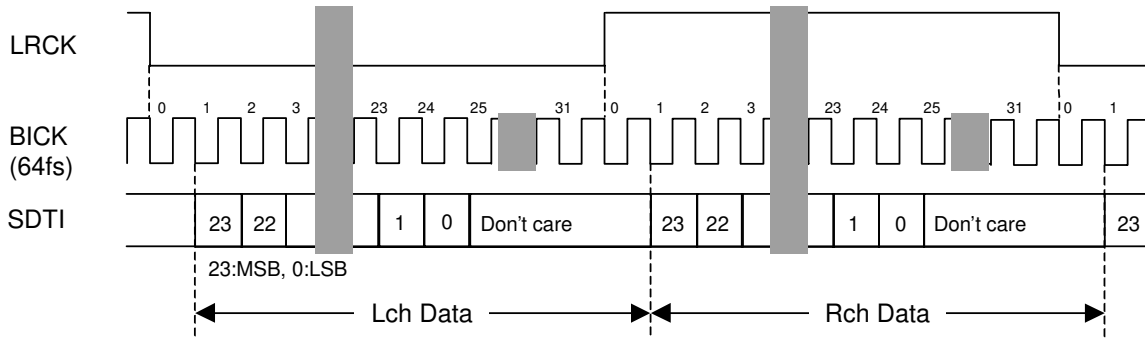 LRCK
0 1 2 3 23 24 25 31 0 1 2 3 23 24 25 31 0 1
BICK
(64fs)
SDTI 23 22 1 0 Don't care 23 22 1 0 Don't care 23
23:MSB, 0:LSB
Lch Data Rch Data